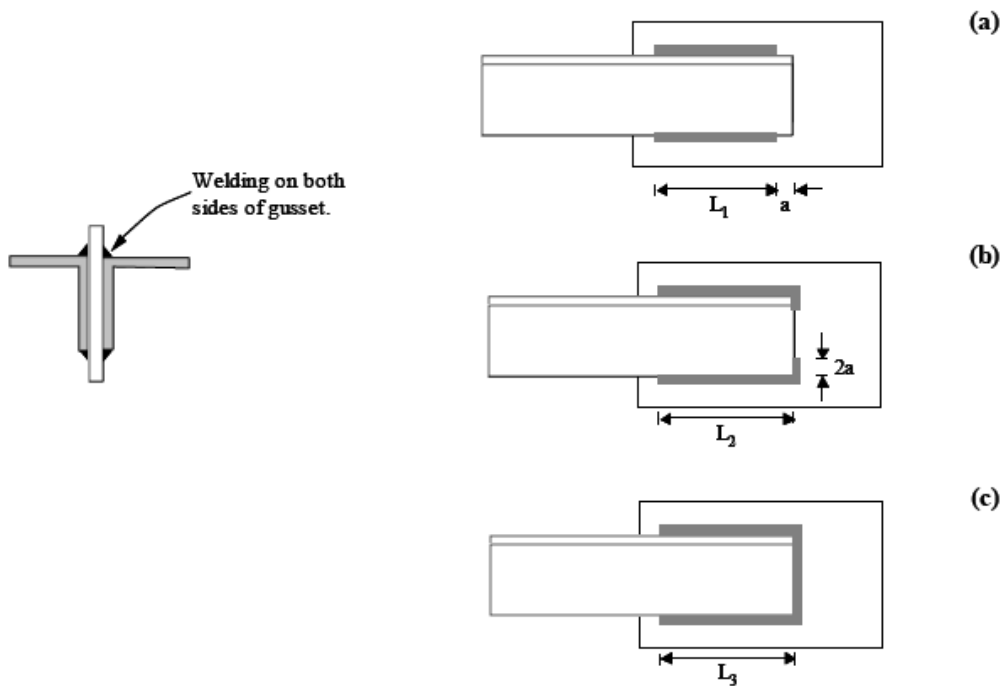 (a)
Welding on both
sides of gusset.
L₁ a
(b)
2a
L₂
(c)
L₃